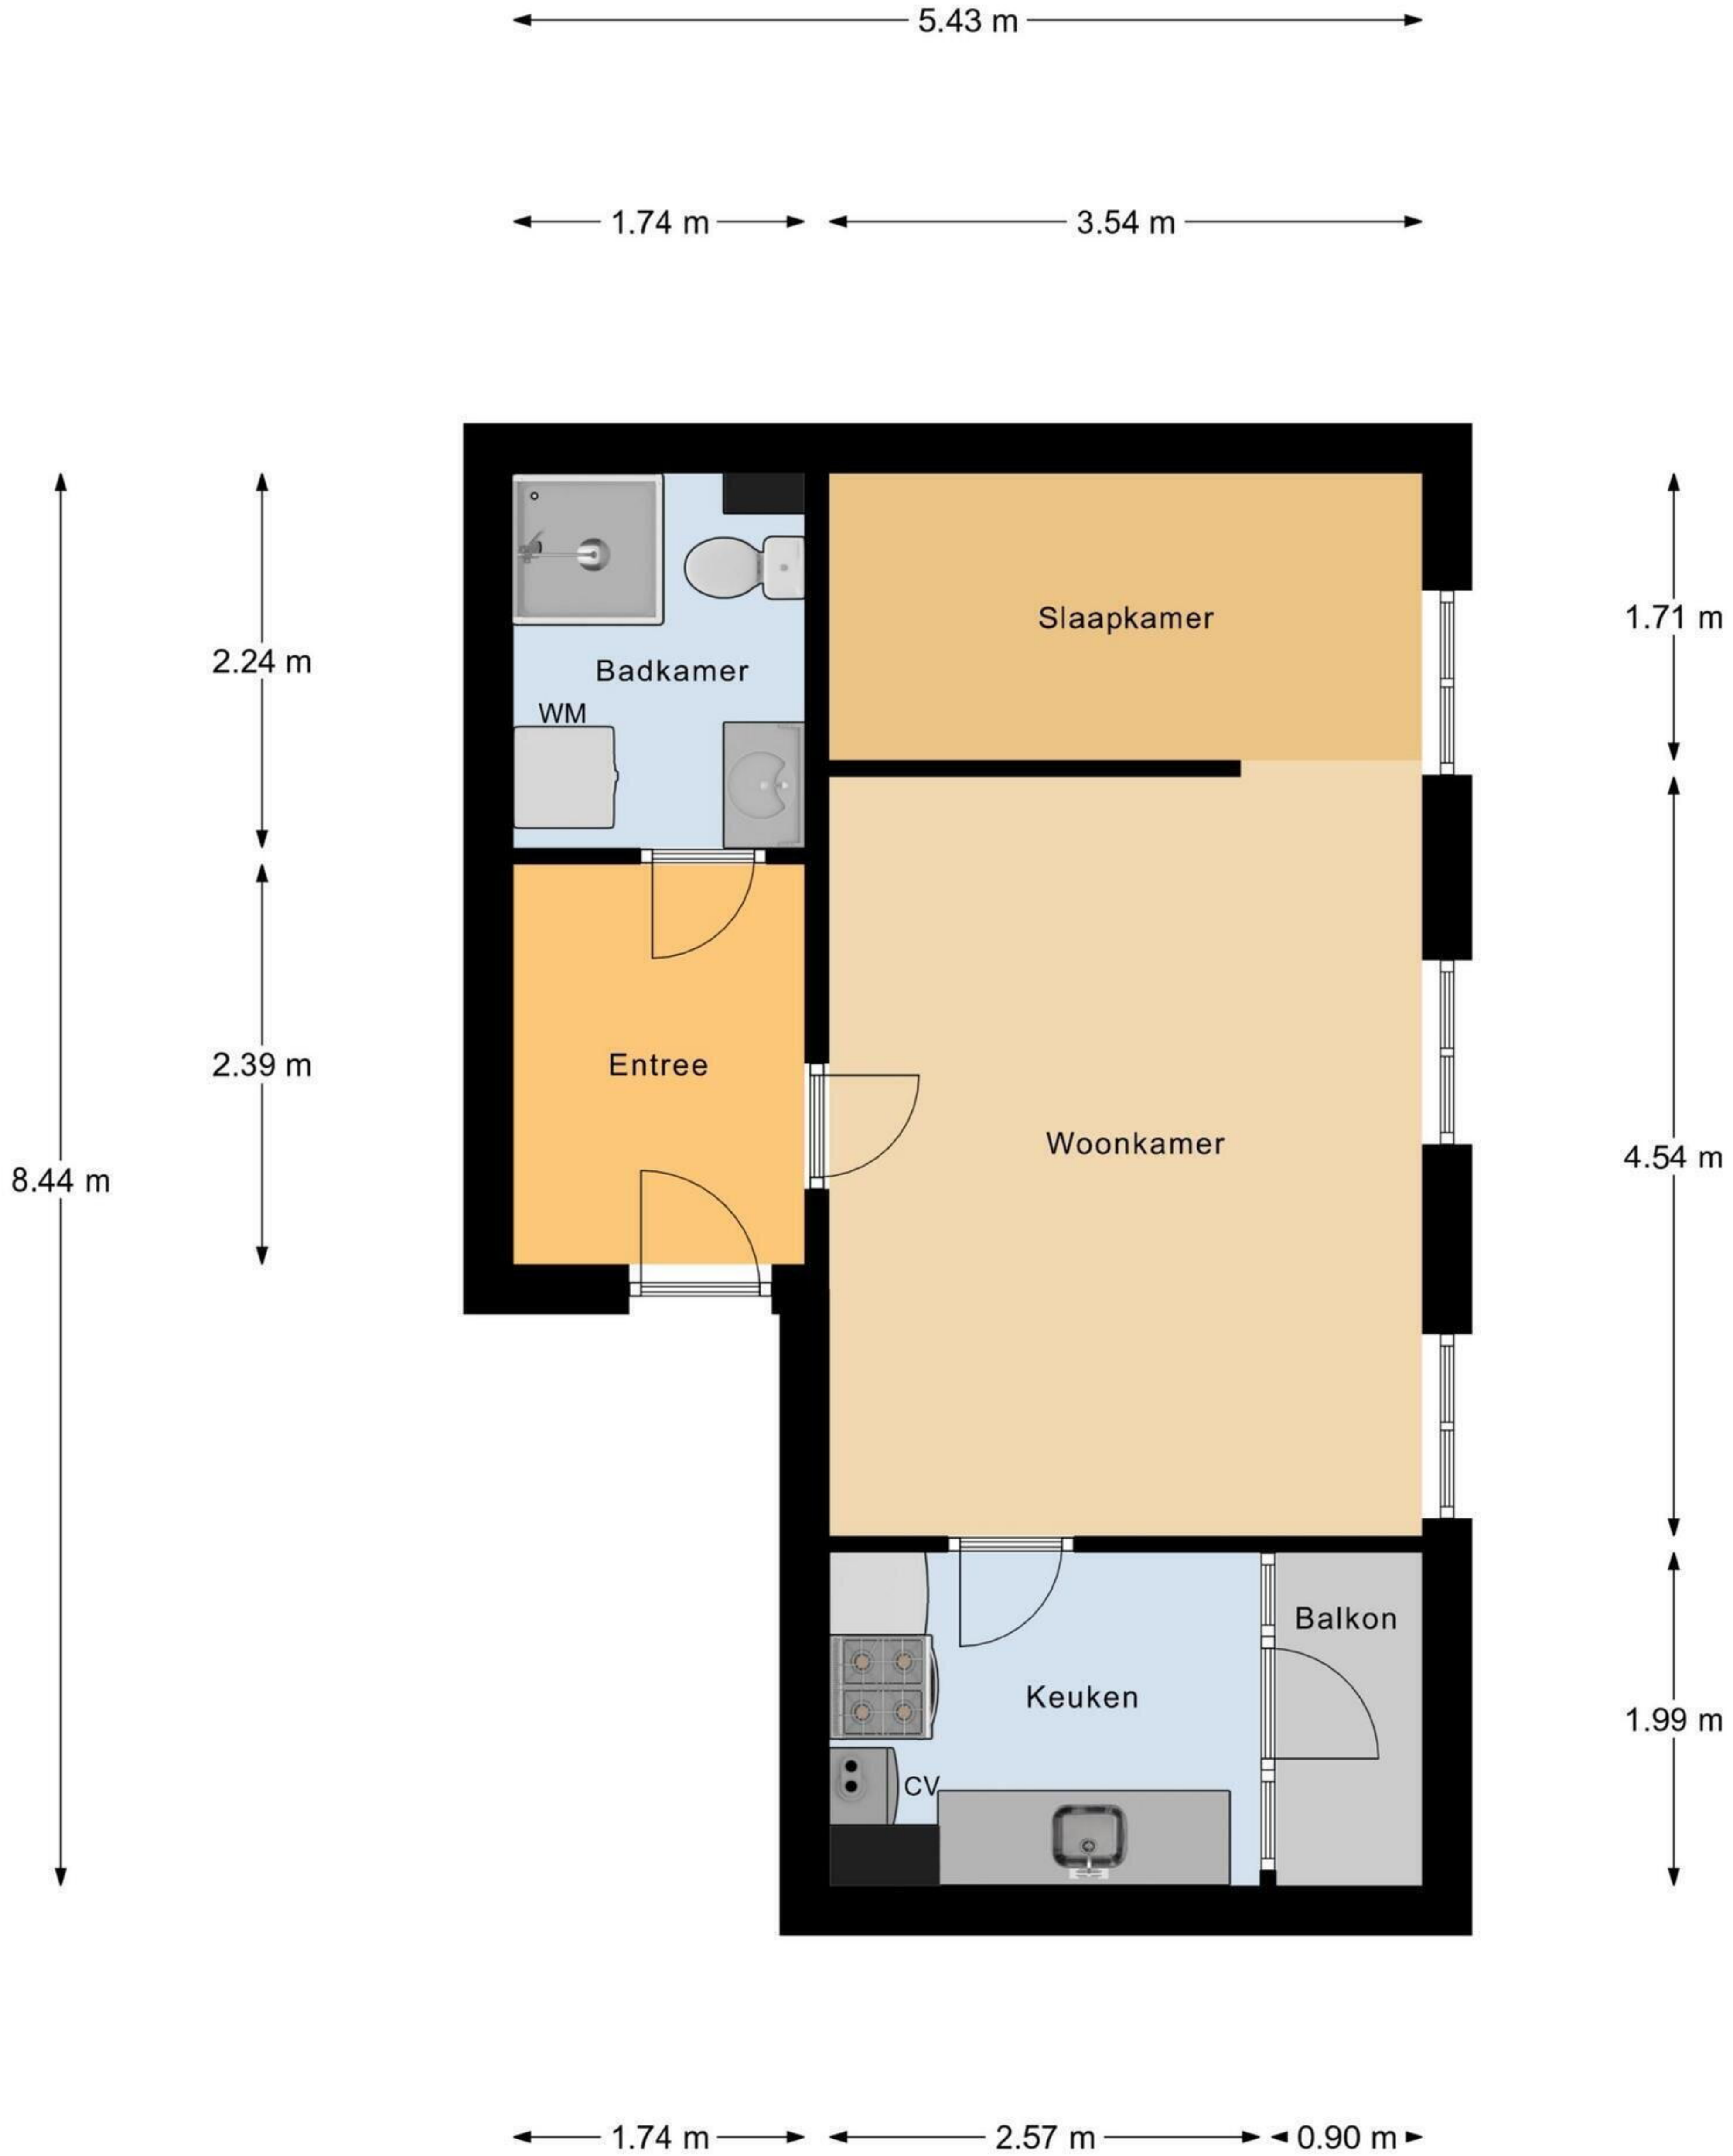 5.43 m
1.74 m
3.54 m
Slaapkamer
1.71 m
2.24 m
Badkamer
WM
Entree
2.39 m
Woonkamer
4.54 m
8.44 m
Balkon
Keuken
1.99 m
CV
1.74 m
2.57 m
0.90 m